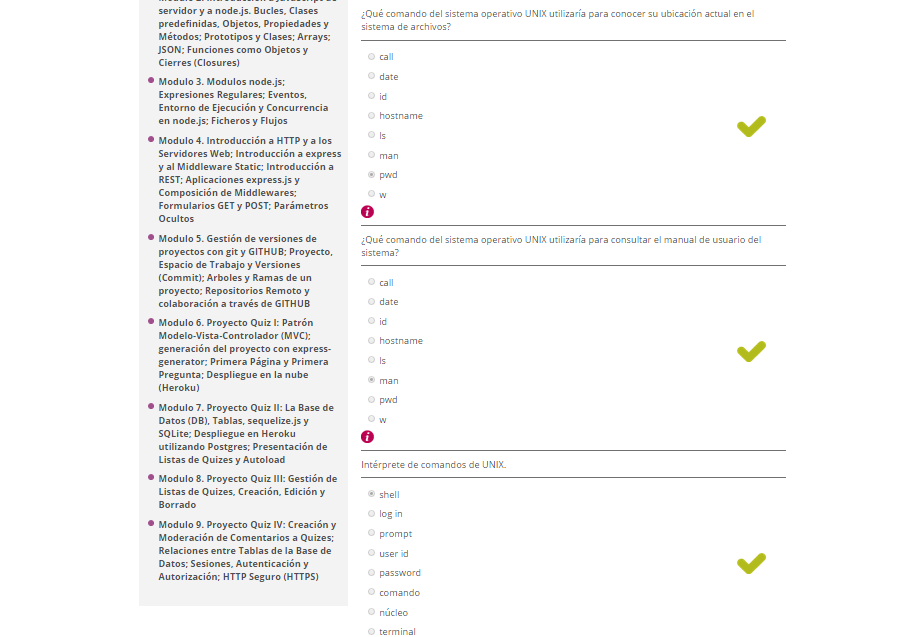 servidor y a node.js. Bucles, Clases
predefinidas, Objetos, Propiedades y
Métodos; Prototipos y Clases; Arrays;
JSON; Funciones como Objetos y
Cierres (Closures)
Modulo 3. Modulos node.js;
Expresiones Regulares; Eventos,
Entorno de Ejecución y Concurrencia
en node.js; Ficheros y Flujos
Modulo 4. Introducción a HTTP y a los
Servidores Web; Introducción a express
y al Middleware Static; Introducción a
REST; Aplicaciones express.js y
Composición de Middlewares;
Formularios GET y POST; Parámetros
Ocultos
Modulo 5. Gestión de versiones de
proyectos con git y GITHUB; Proyecto,
Espacio de Trabajo y Versiones
(Commit); Arboles y Ramas de un
proyecto; Repositorios Remoto y
colaboración a través de GITHUB
Modulo 6. Proyecto Quiz I: Patrón
Modelo-Vista-Controlador (MVC);
generación del proyecto con express-
generator; Primera Página y Primera
Pregunta; Despliegue en la nube
(Heroku)
Modulo 7. Proyecto Quiz II: La Base de
Datos (DB), Tablas, sequelize.js y
SQLite; Despliegue en Heroku
utilizando Postgres; Presentación de
Listas de Quizes y Autoload
Modulo 8. Proyecto Quiz III: Gestión de
Listas de Quizes, Creación, Edición y
Borrado
Modulo 9. Proyecto Quiz IV: Creación y
Moderación de Comentarios a Quizes;
Relaciones entre Tablas de la Base de
Datos; Sesiones, Autenticación y
Autorización; HTTP Seguro (HTTPS)
¿Qué comando del sistema operativo UNIX utilizaría para conocer su ubicación actual en el
sistema de archivos?
call
date
id
hostname
ls
man
pwd
w
i
¿Qué comando del sistema operativo UNIX utilizaría para consultar el manual de usuario del
sistema?
call
date
id
hostname
ls
man
pwd
w
i
Intérprete de comandos de UNIX.
shell
log in
prompt
user id
password
comando
núcleo
terminal